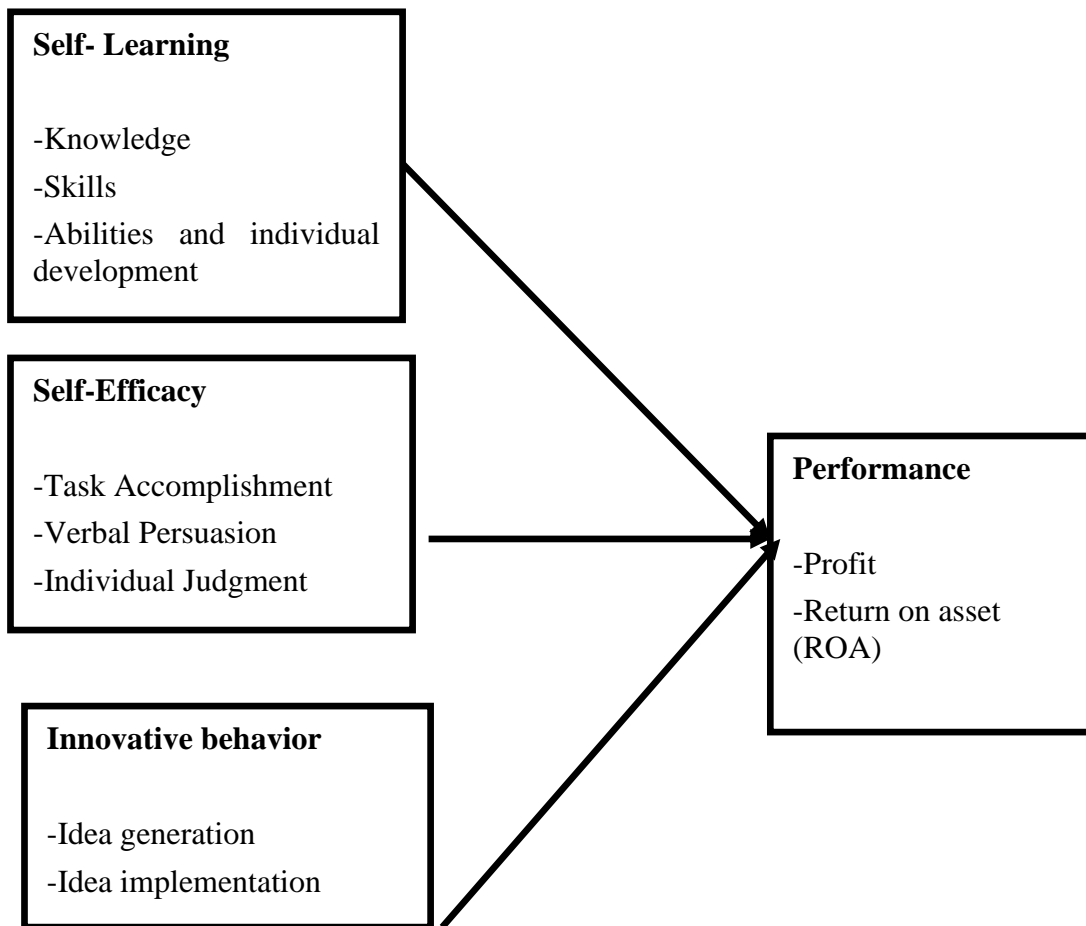 Self- Learning
-Knowledge
-Skills
-Abilities and individual
development
Self-Efficacy
-Task Accomplishment
-Verbal Persuasion
-Individual Judgment
Performance
-Profit
-Return on asset
(ROA)
Innovative behavior
-Idea generation
-Idea implementation